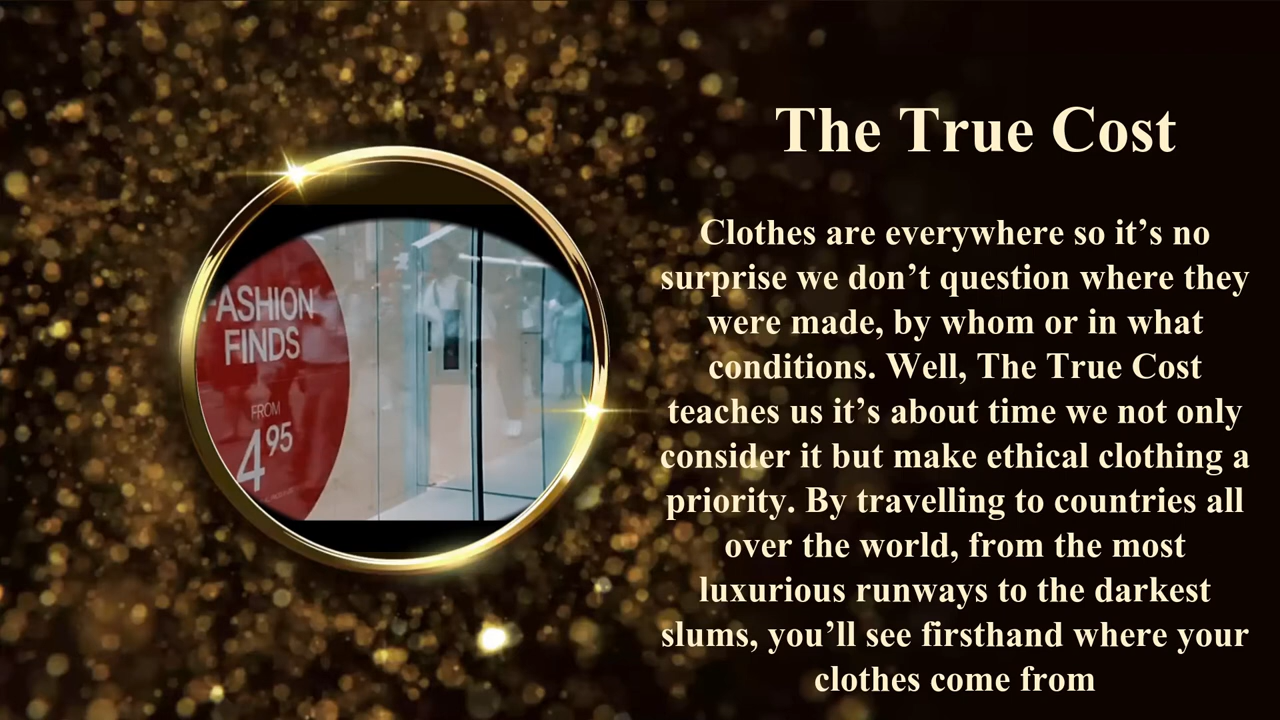 The True Cost
Clothes are everywhere so it’s no
surprise we don’t question where they
were made, by whom or in what
conditions. Well, The True Cost
teaches us it’s about time we not only
consider it but make ethical clothing a
priority. By travelling to countries all
over the world, from the most
luxurious runways to the darkest
slums, you’ll see firsthand where your
clothes come from
FASHION
FINDS
FROM
4.95